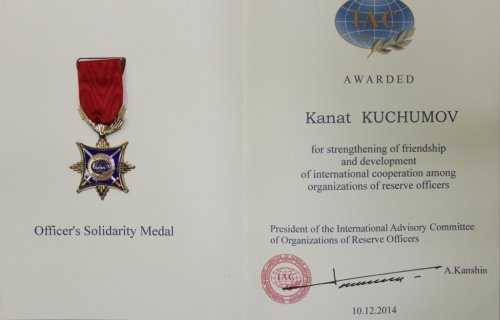 Officer's Solidarity Medal
IAC
AWARDED
Kanat KUCHUMOV
for strengthening of friendship
and development
of international cooperation among
organizations of reserve officers
President of the International Advisory Committee
of Organizations of Reserve Officers
IAC
A.Kanshin
10.12.2014